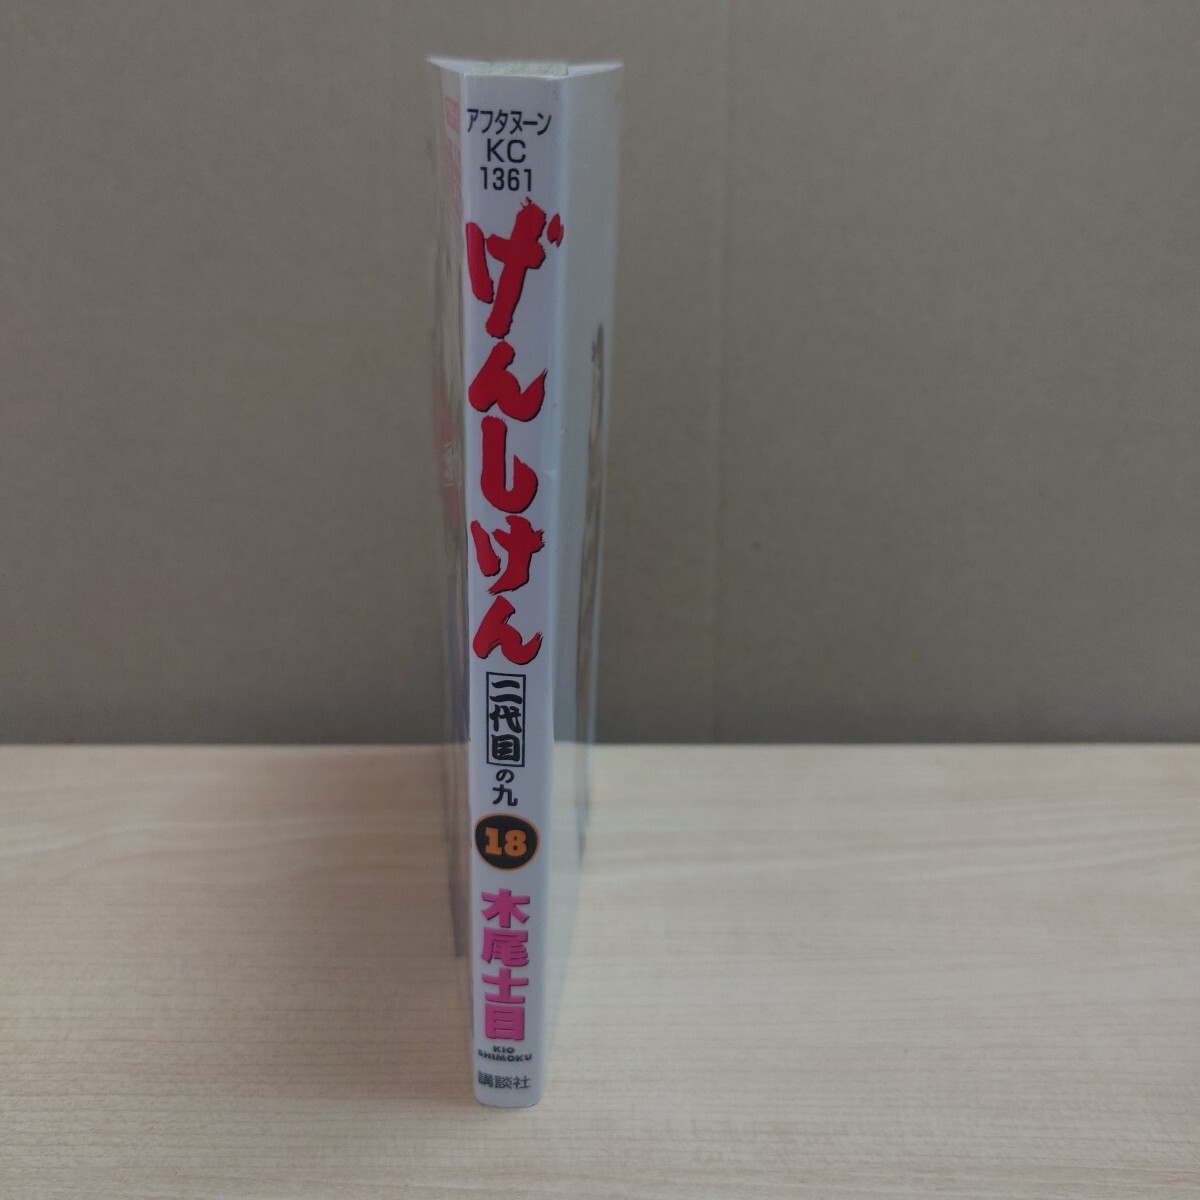 アフタヌーン
KC
1361
げんしけん
二代目
の九
18
木尾士目
KIO
SHIMOKU
講談社